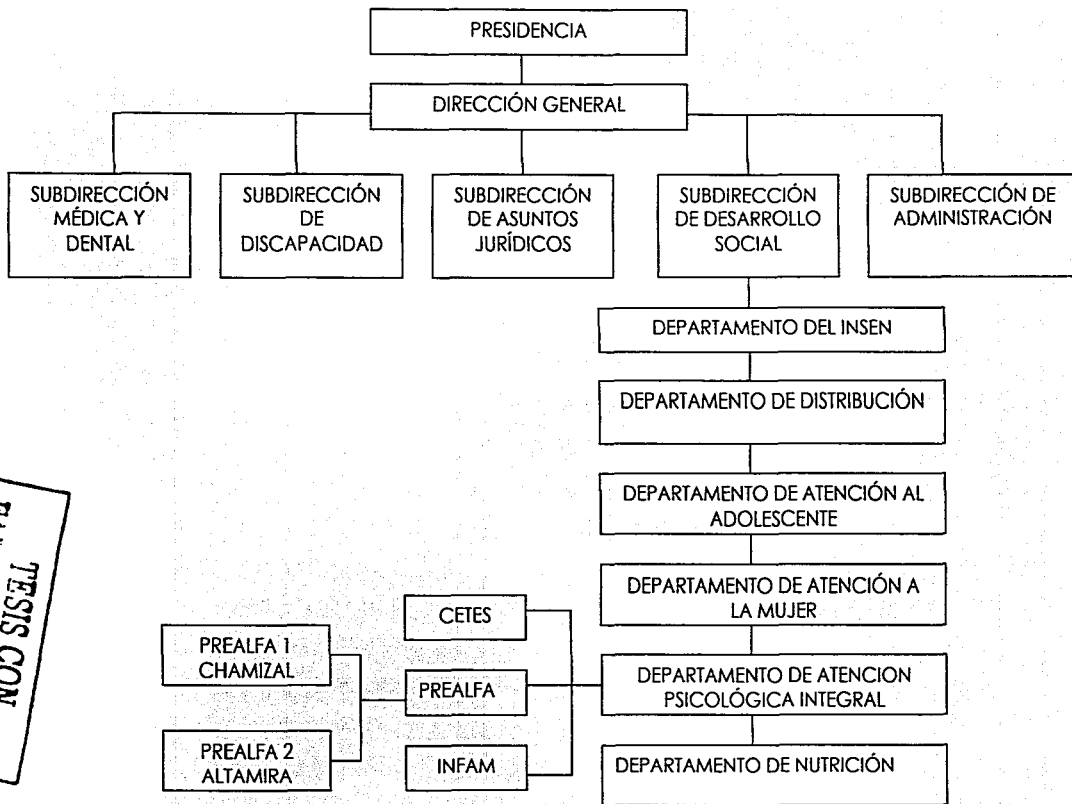 PRESIDENCIA
DIRECCIÓN GENERAL
SUBDIRECCIÓN
MÉDICA Y
DENTAL
SUBDIRECCIÓN
DE
DISCAPACIDAD
SUBDIRECCIÓN
DE ASUNTOS
JURÍDICOS
SUBDIRECCIÓN
DE DESARROLLO
SOCIAL
SUBDIRECCIÓN DE
ADMINISTRACIÓN
DEPARTAMENTO DEL INSEN
DEPARTAMENTO DE DISTRIBUCIÓN
DEPARTAMENTO DE ATENCIÓN AL
ADOLESCENTE
DEPARTAMENTO DE ATENCIÓN A
LA MUJER
CETES
PREALFA 1
CHAMIZAL
PREALFA
DEPARTAMENTO DE ATENCION
PSICOLÓGICA INTEGRAL
PREALFA 2
ALTAMIRA
INFAM
DEPARTAMENTO DE NUTRICIÓN
TESIS CON